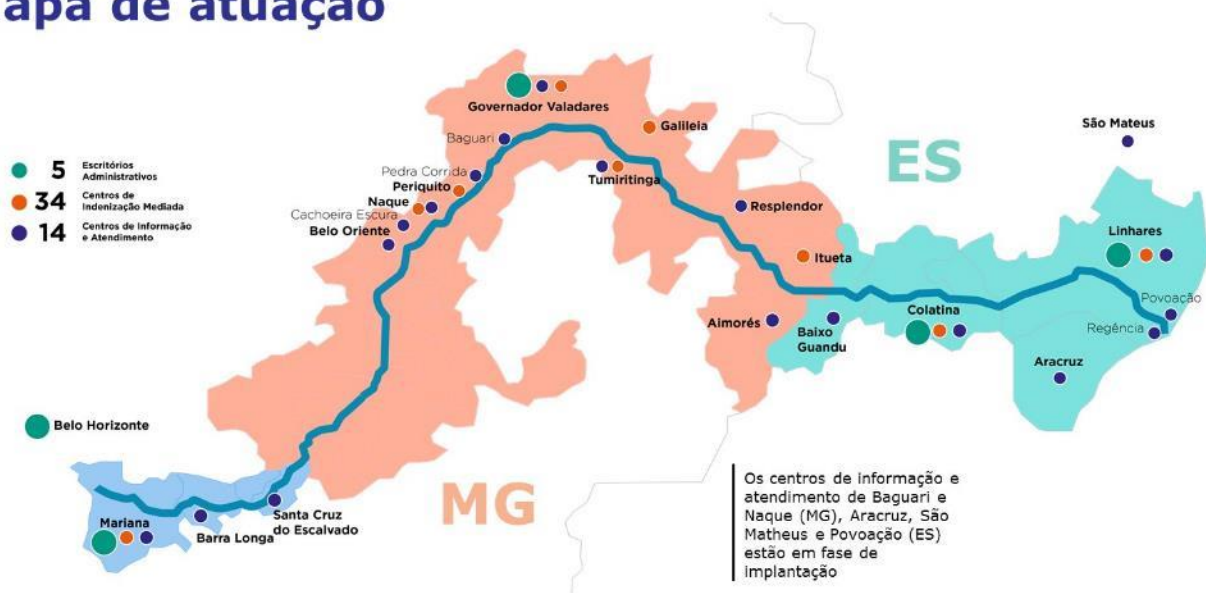 apa de atuação
5 Escritórios
Administrativos
34 Centros de
Indenização Mediada
14 Centros de Informação
e Atendimento
Governador Valadares
Baguari
Galileia
Pedra Corrida
Periquito
Naque
Cachoeira Escura
Belo Oriente
Tumiritinga
Resplendor
Itueta
Aimorés
ES
São Mateus
Linhares
Povoação
Regência
Colatina
Baixo
Guandu
Aracruz
Belo Horizonte
MG
Mariana
Barra Longa
Santa Cruz
do Escalvado
Os centros de informação e
atendimento de Baguari e
Naque (MG), Aracruz, São
Matheus e Povoação (ES)
estão em fase de
implantação